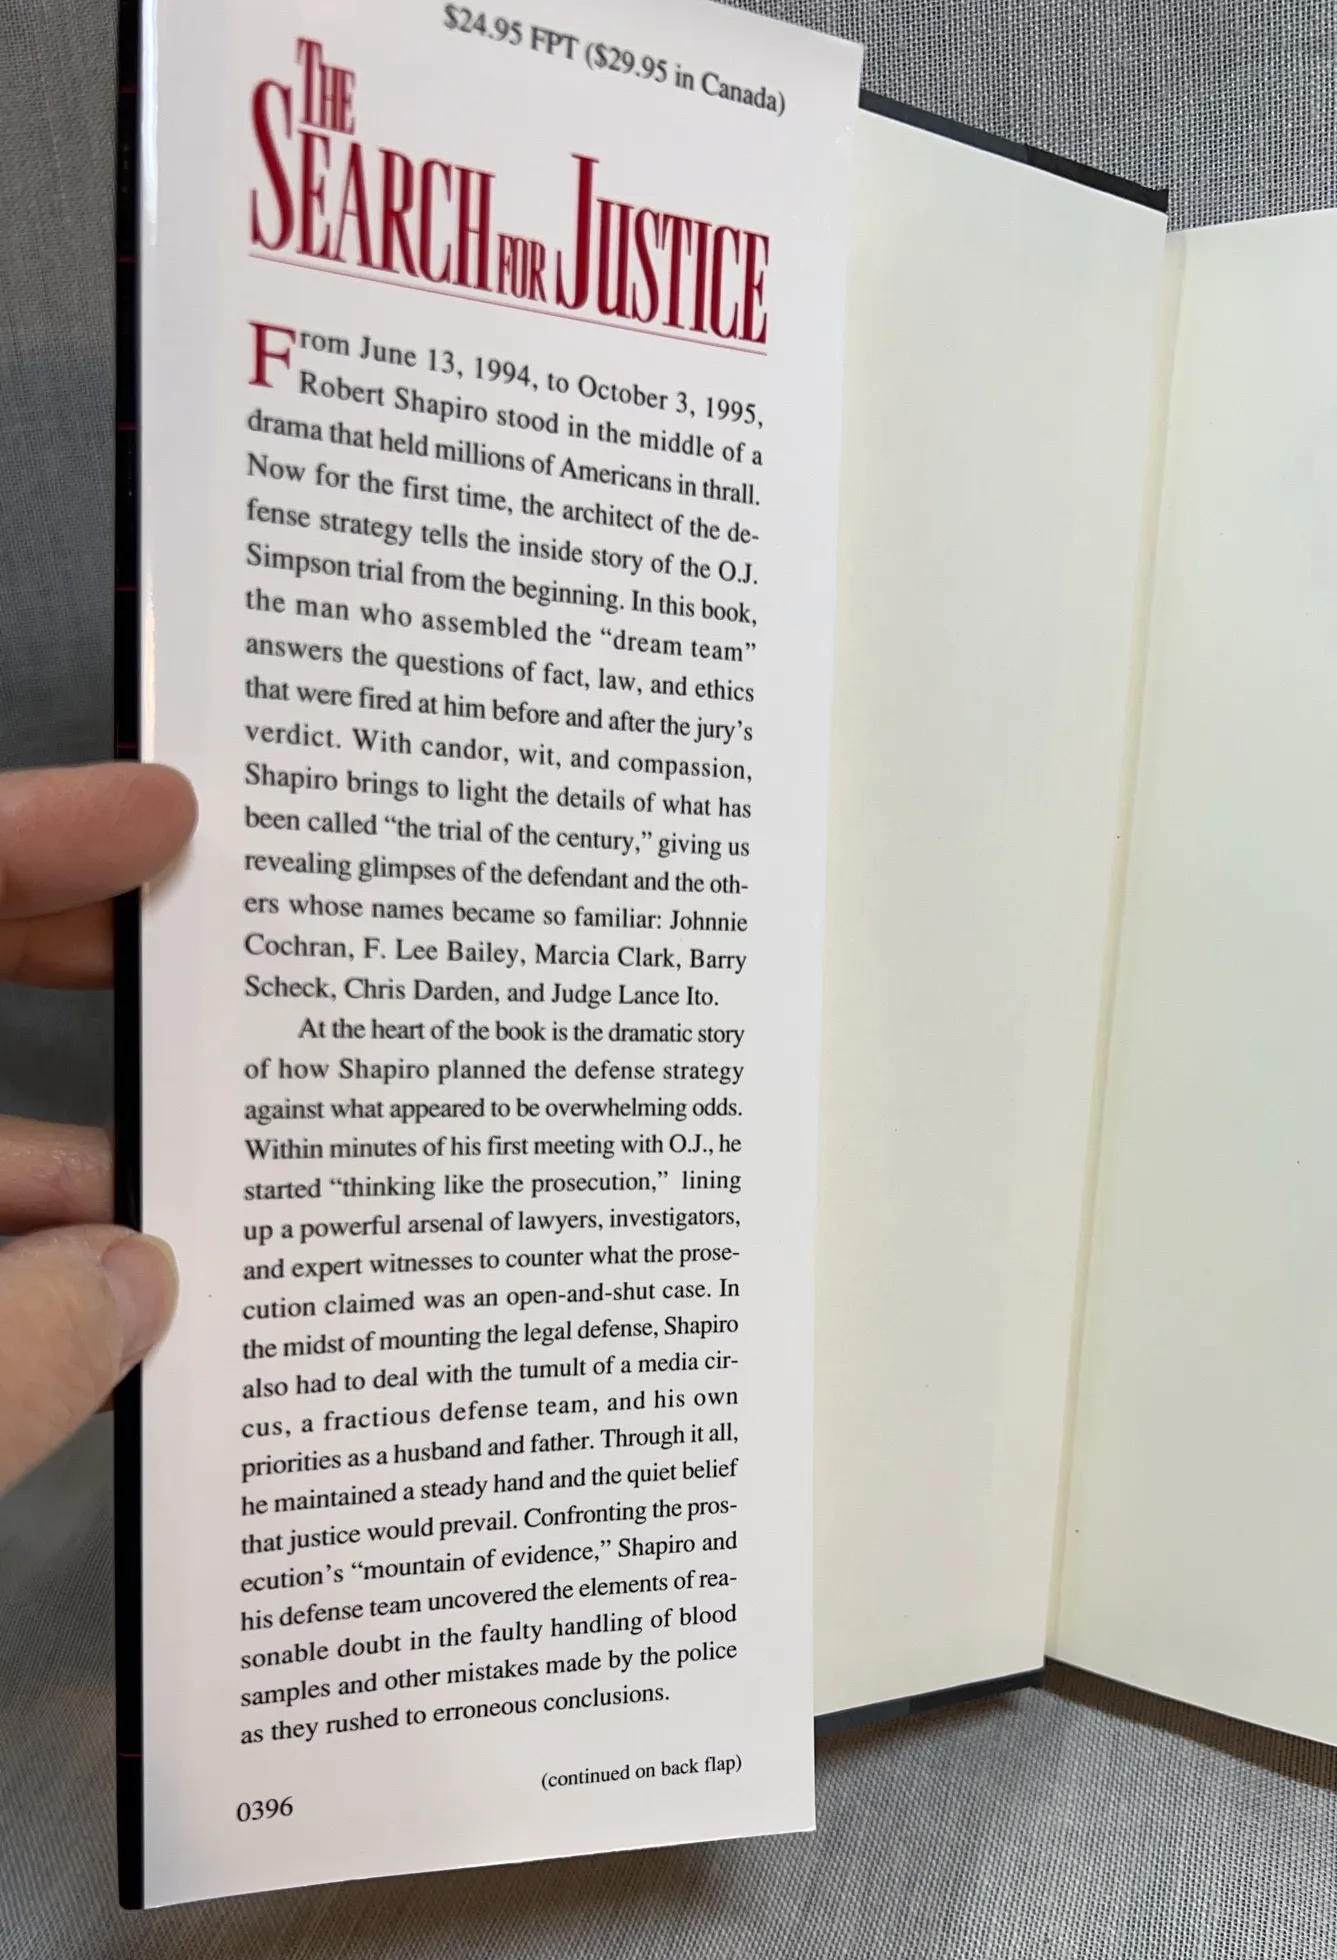 $24.95 FPT ($29.95 in Canada)
THE
SEARCH FOR JUSTICE
From June 13, 1994, to October 3, 1995,
Robert Shapiro stood in the middle of a
drama that held millions of Americans in thrall.
Now for the first time, the architect of the de-
fense strategy tells the inside story of the O.J.
Simpson trial from the beginning. In this book,
the man who assembled the “dream team”
answers the questions of fact, law, and ethics
that were fired at him before and after the jury’s
verdict. With candor, wit, and compassion,
Shapiro brings to light the details of what has
been called “the trial of the century,” giving us
revealing glimpses of the defendant and the oth-
ers whose names became so familiar: Johnnie
Cochran, F. Lee Bailey, Marcia Clark, Barry
Scheck, Chris Darden, and Judge Lance Ito.
At the heart of the book is the dramatic story
of how Shapiro planned the defense strategy
against what appeared to be overwhelming odds.
Within minutes of his first meeting with O.J., he
started “thinking like the prosecution,” lining
up a powerful arsenal of lawyers, investigators,
and expert witnesses to counter what the prose-
cution claimed was an open-and-shut case. In
the midst of mounting the legal defense, Shapiro
also had to deal with the tumult of a media cir-
cus, a fractious defense team, and his own
priorities as a husband and father. Through it all,
he maintained a steady hand and the quiet belief
that justice would prevail. Confronting the pros-
ecution’s “mountain of evidence,” Shapiro and
his defense team uncovered the elements of rea-
sonable doubt in the faulty handling of blood
samples and other mistakes made by the police
as they rushed to erroneous conclusions.
(continued on back flap)
0396